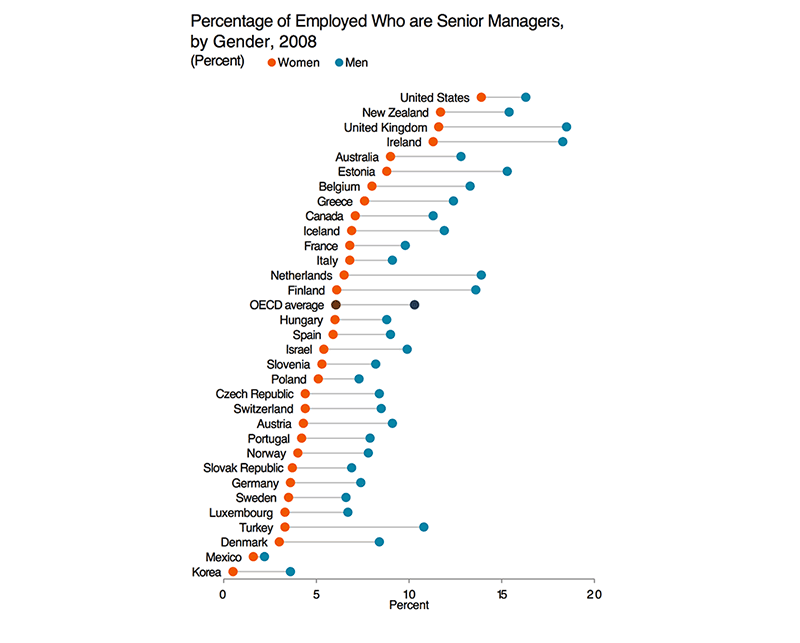 Percentage of Employed Who are Senior Managers,
by Gender, 2008
(Percent) Women Men
United States
New Zealand
United Kingdom
Ireland
Australia
Estonia
Belgium
Greece
Canada
Iceland
France
Italy
Netherlands
Finland
OECD average
Hungary
Spain
Israel
Slovenia
Poland
Czech Republic
Switzerland
Austria
Portugal
Norway
Slovak Republic
Germany
Sweden
Luxembourg
Turkey
Denmark
Mexico
Korea
0 5 10 15 20
Percent